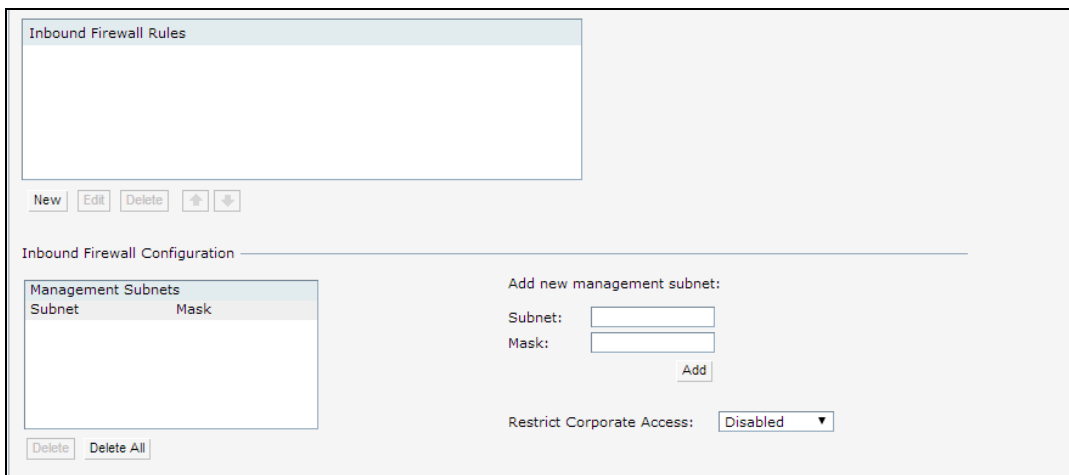 Inbound Firewall Rules
New Edit Delete
Inbound Firewall Configuration
Management Subnets
Subnet Mask
Delete Delete All
Add new management subnet:
Subnet:
Mask:
Add
Restrict Corporate Access: Disabled